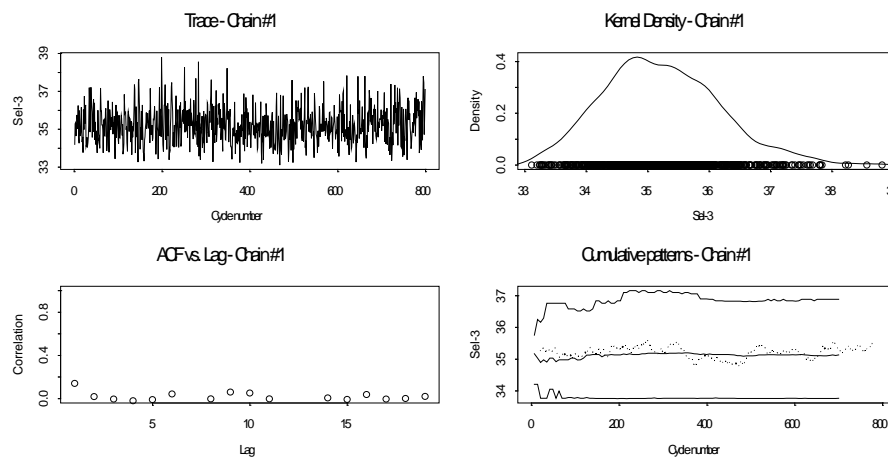 Trace - Chain #1
39
37
35
33
Sel-3
0
200
400
600
800
Cycle number
Kernel Density - Chain #1
0.4
0.2
0.0
Density
33
34
35
36
37
38
Sel-3
ACF vs. Lag - Chain #1
0.8
0.4
0.0
Correlation
5
10
15
Lag
Cumulative patterns - Chain #1
37
36
35
34
Sel-3
0
200
400
600
800
Cycle number